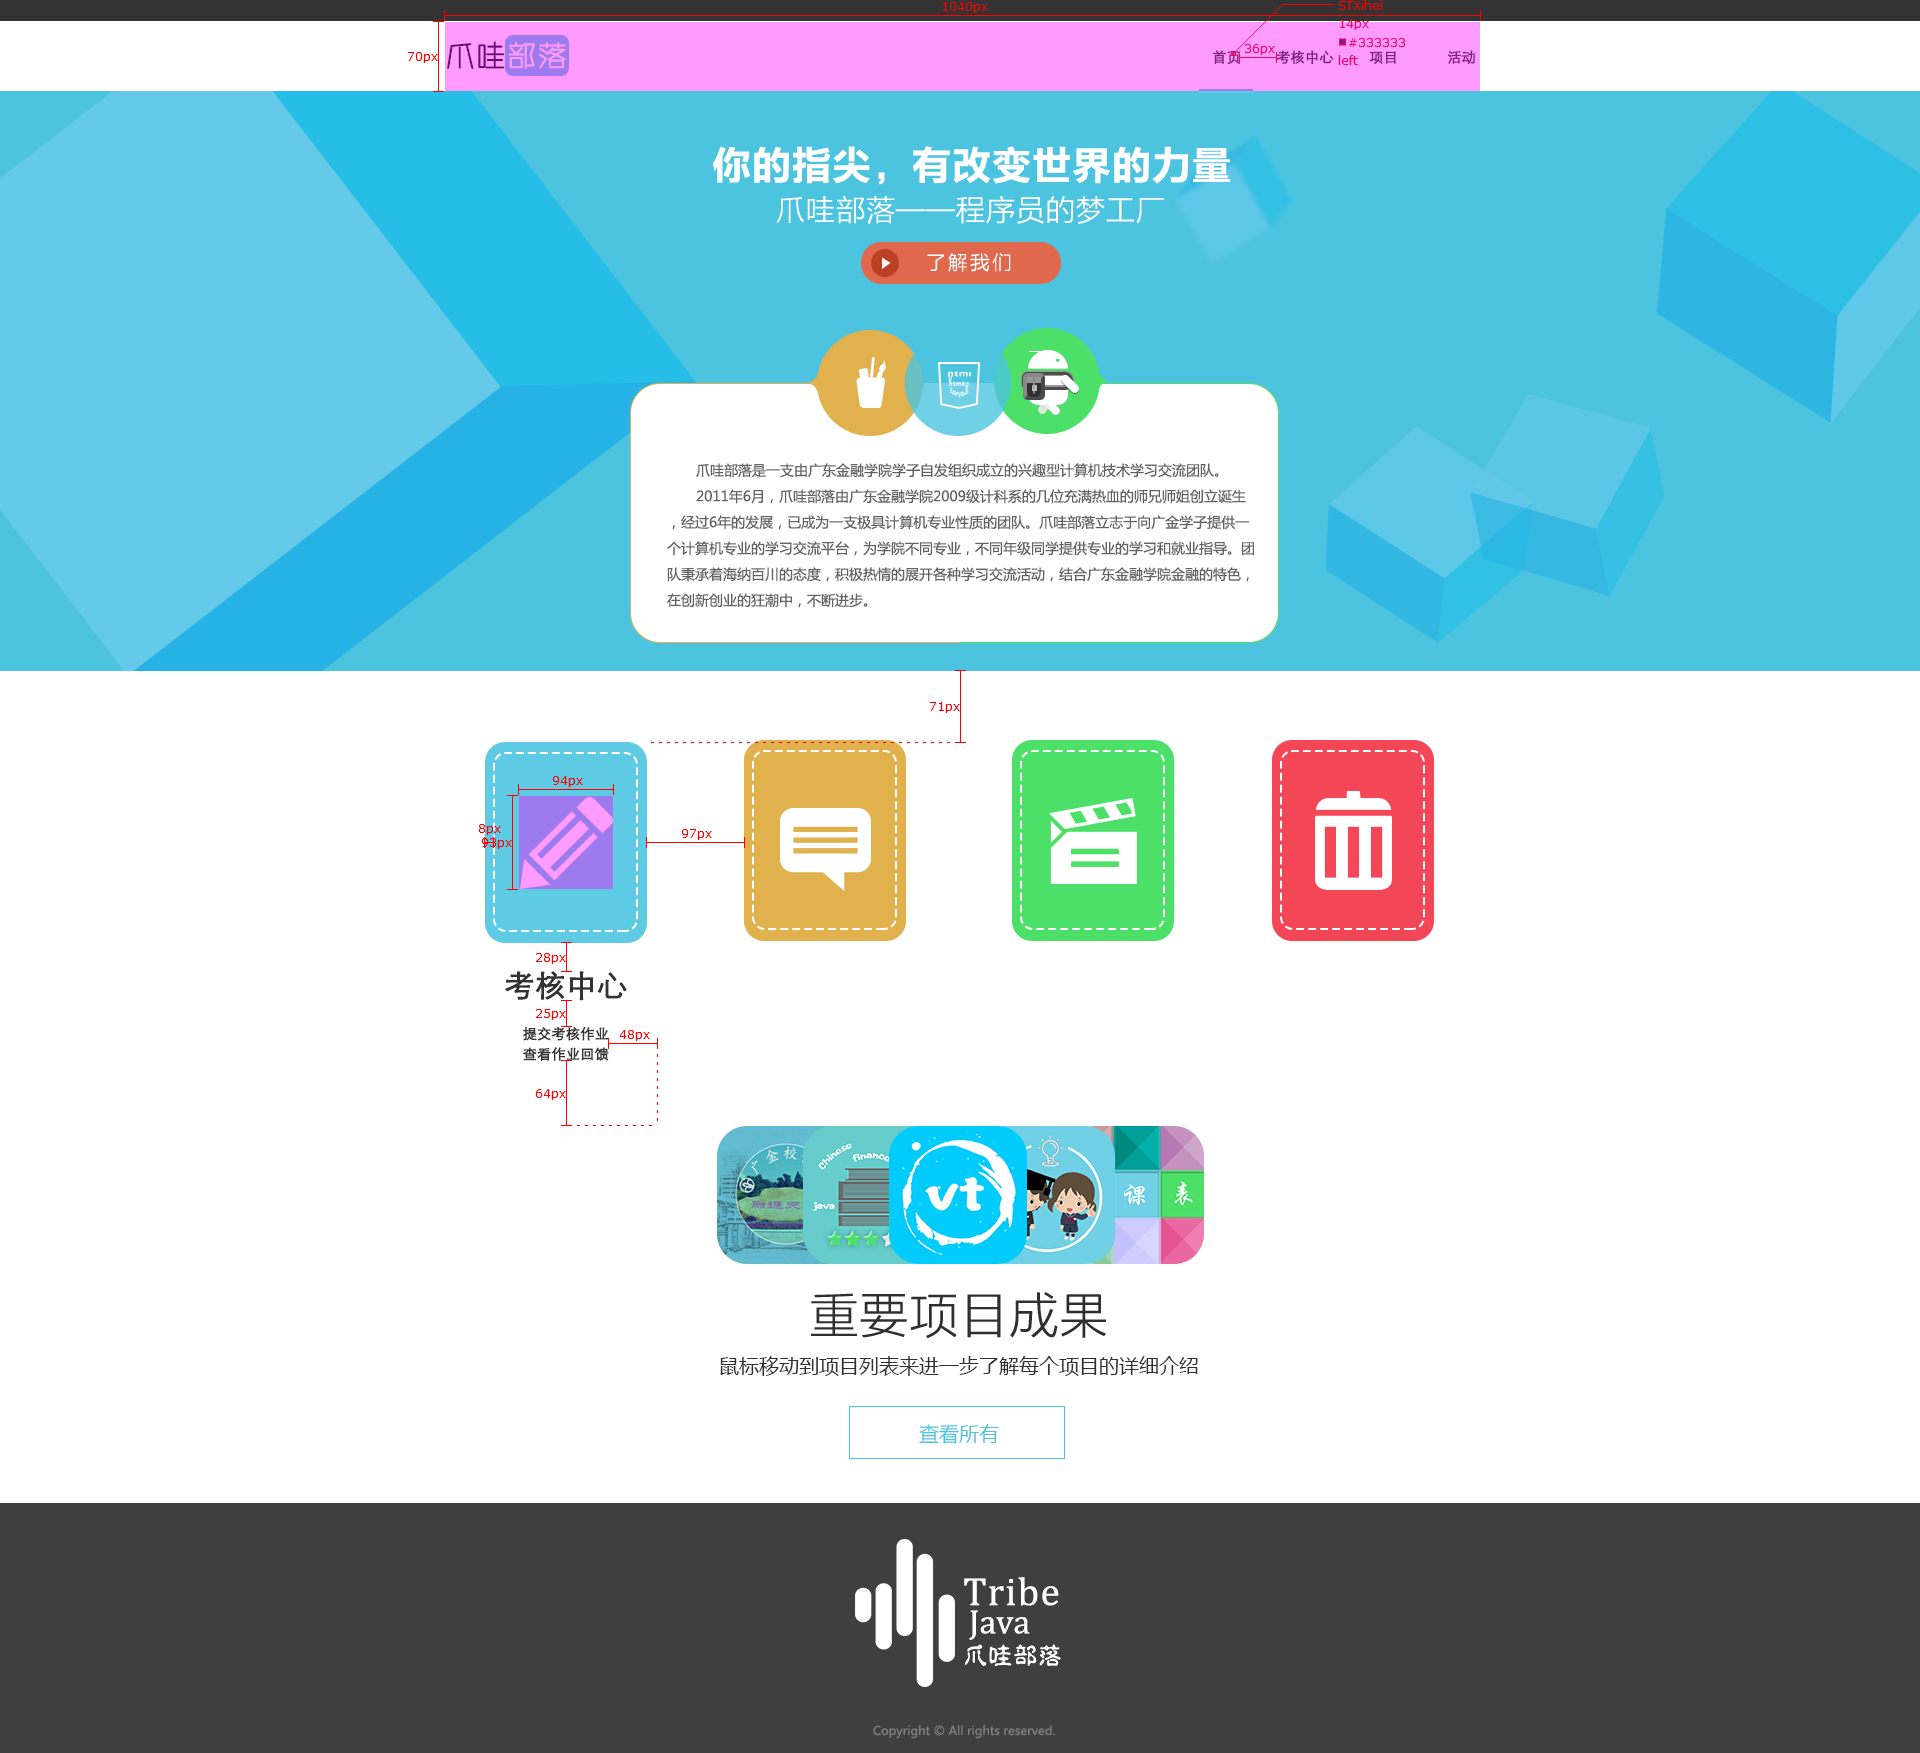 1040px
STXihei
14px
#333333
left
70px
爪哇部落
首页
36px
考核中心
项目
活动
你的指尖，有改变世界的力量
爪哇部落——程序员的梦工厂
了解我们
爪哇部落是一支由广东金融学院学子自发组织成立的兴趣型计算机技术学习交流团队。
2011年6月，爪哇部落由广东金融学院2009级计科系的几位充满热血的师兄师姐创立诞生
，经过6年的发展，已成为一支极具计算机专业性质的团队。爪哇部落立志于向广金学子提供一
个计算机专业的学习交流平台，为学院不同专业，不同年级同学提供专业的学习和就业指导。团
队秉承着海纳百川的态度，积极热情的展开各种学习交流活动，结合广东金融学院金融的特色，
在创新创业的狂潮中，不断进步。
71px
94px
8px
93px
97px
28px
考核中心
25px
提交考核作业
48px
查看作业回馈
64px
金校
Chinese
finance
java
vt
课
表
重要项目成果
鼠标移动到项目列表来进一步了解每个项目的详细介绍
查看所有
Tribe
Java
爪哇部落
Copyright © All rights reserved.